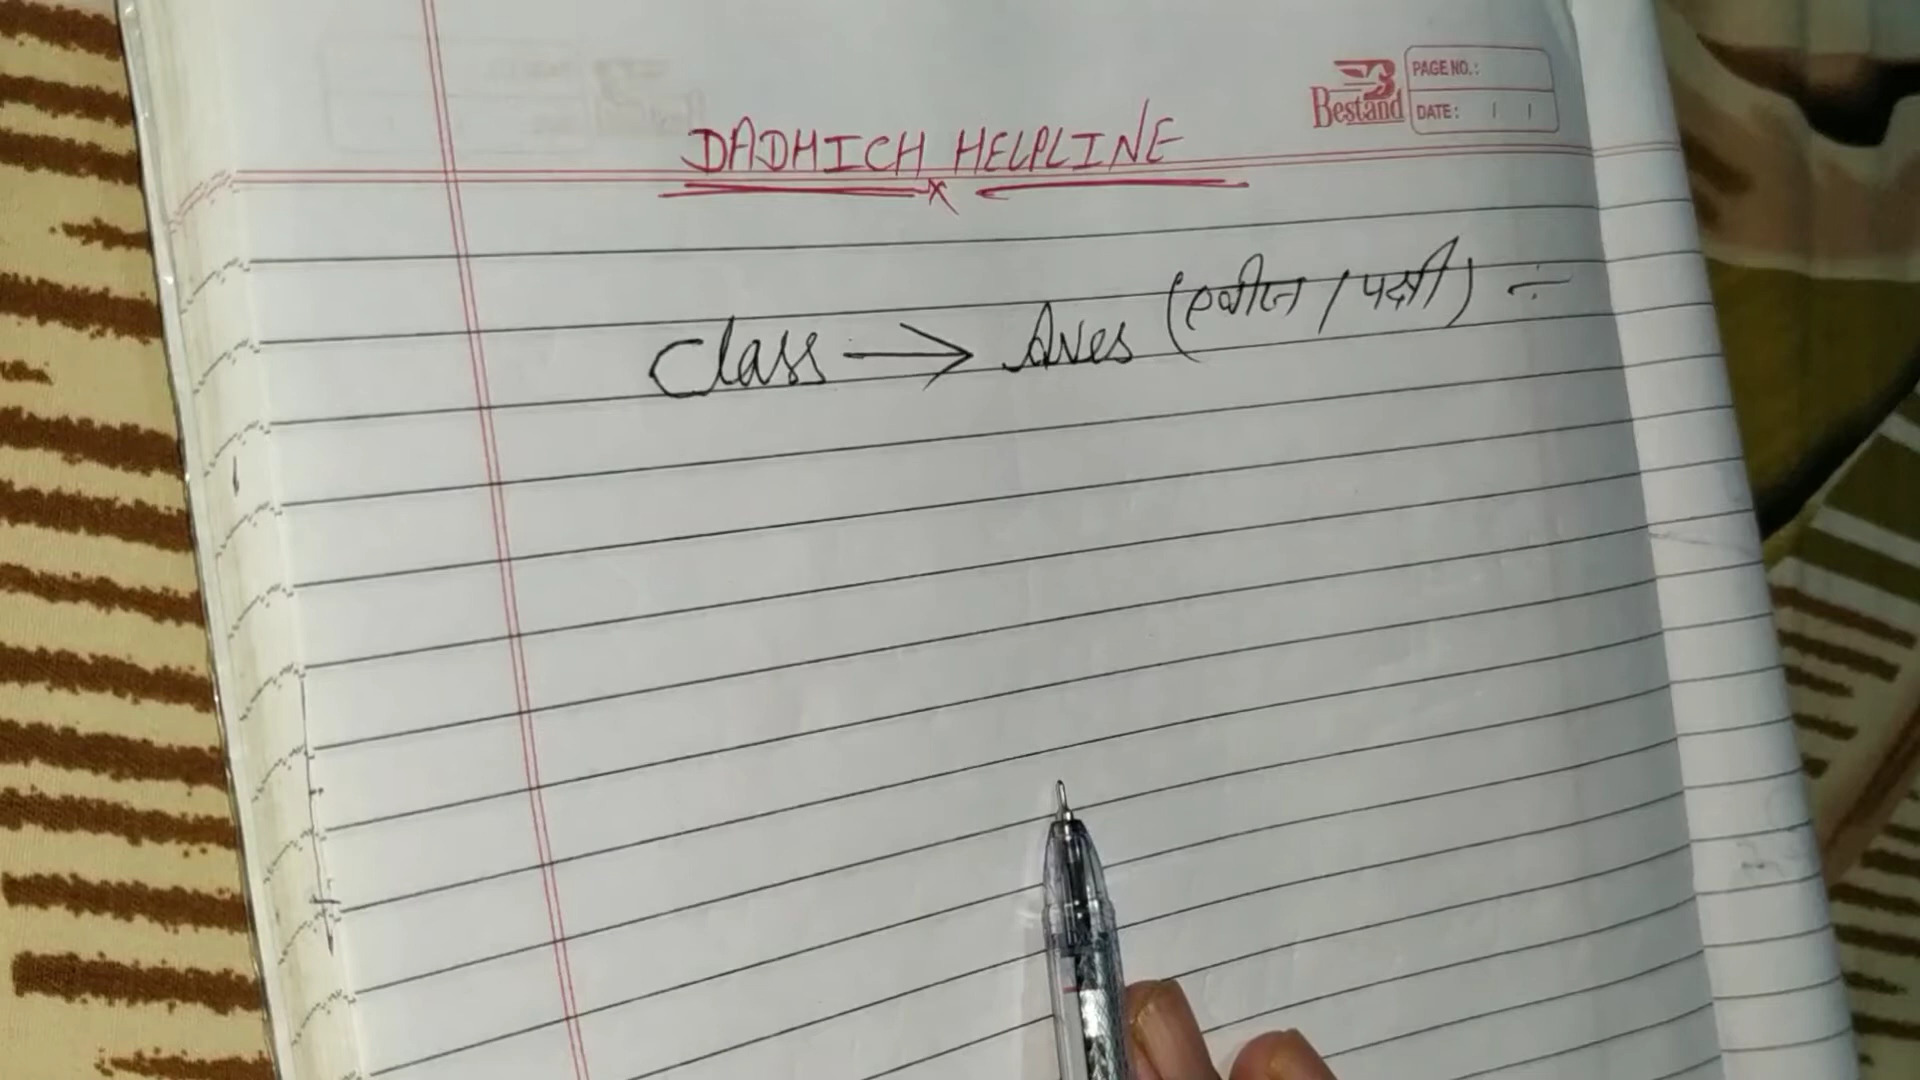 Bestand
PAGE NO.:
DATE: / /
DADHICH HELPLINE
Class → Aves (एवीज / पक्षी) ÷